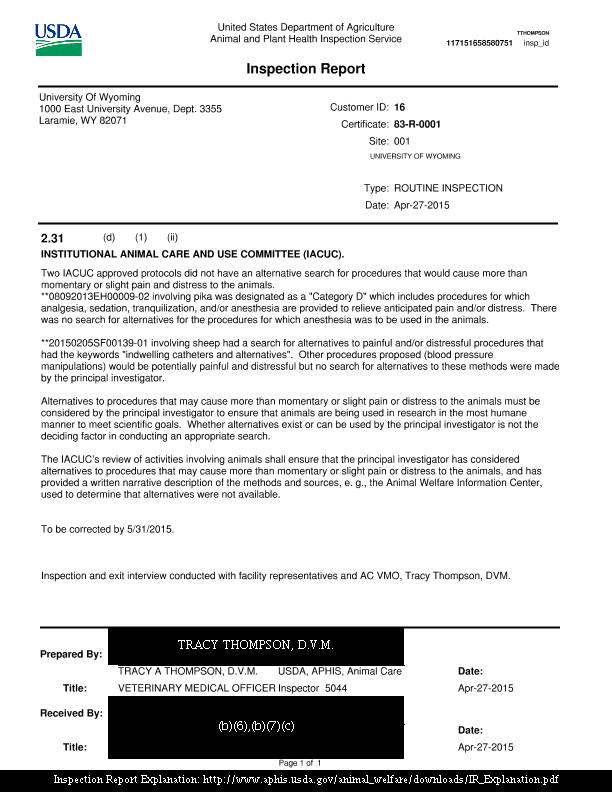 USDA
United States Department of Agriculture
Animal and Plant Health Inspection Service
TTHOMPSON
117151658580751 insp_id
Inspection Report
University Of Wyoming
1000 East University Avenue, Dept. 3355
Laramie, WY 82071
Customer ID: 16
Certificate: 83-R-0001
Site: 001
UNIVERSITY OF WYOMING
Type: ROUTINE INSPECTION
Date: Apr-27-2015
2.31 (d) (1) (ii)
INSTITUTIONAL ANIMAL CARE AND USE COMMITTEE (IACUC).
Two IACUC approved protocols did not have an alternative search for procedures that would cause more than
momentary or slight pain and distress to the animals.
**08092013EH00009-02 involving pika was designated as a "Category D" which includes procedures for which
analgesia, sedation, tranquilization, and/or anesthesia are provided to relieve anticipated pain and/or distress. There
was no search for alternatives for the procedures for which anesthesia was to be used in the animals.
**20150205SF00139-01 involving sheep had a search for alternatives to painful and/or distressful procedures that
had the keywords "indwelling catheters and alternatives". Other procedures proposed (blood pressure
manipulations) would be potentially painful and distressful but no search for alternatives to these methods were made
by the principal investigator.
Alternatives to procedures that may cause more than momentary or slight pain or distress to the animals must be
considered by the principal investigator to ensure that animals are being used in research in the most humane
manner to meet scientific goals. Whether alternatives exist or can be used by the principal investigator is not the
deciding factor in conducting an appropriate search.
The IACUC's review of activities involving animals shall ensure that the principal investigator has considered
alternatives to procedures that may cause more than momentary or slight pain or distress to the animals, and has
provided a written narrative description of the methods and sources, e. g., the Animal Welfare Information Center,
used to determine that alternatives were not available.
To be corrected by 5/31/2015.
Inspection and exit interview conducted with facility representatives and AC VMO, Tracy Thompson, DVM.
TRACY THOMPSON, D.V.M.
Prepared By:
TRACY A THOMPSON, D.V.M. USDA, APHIS, Animal Care Date:
Title: VETERINARY MEDICAL OFFICER Inspector 5044 Apr-27-2015
Received By:
(b)(6),(b)(7)(c)
Date:
Title: Apr-27-2015
Page 1 of 1
Inspection Report Explanation: http://www.aphis.usda.gov/animal_welfare/downloads/IR_Explanation.pdf